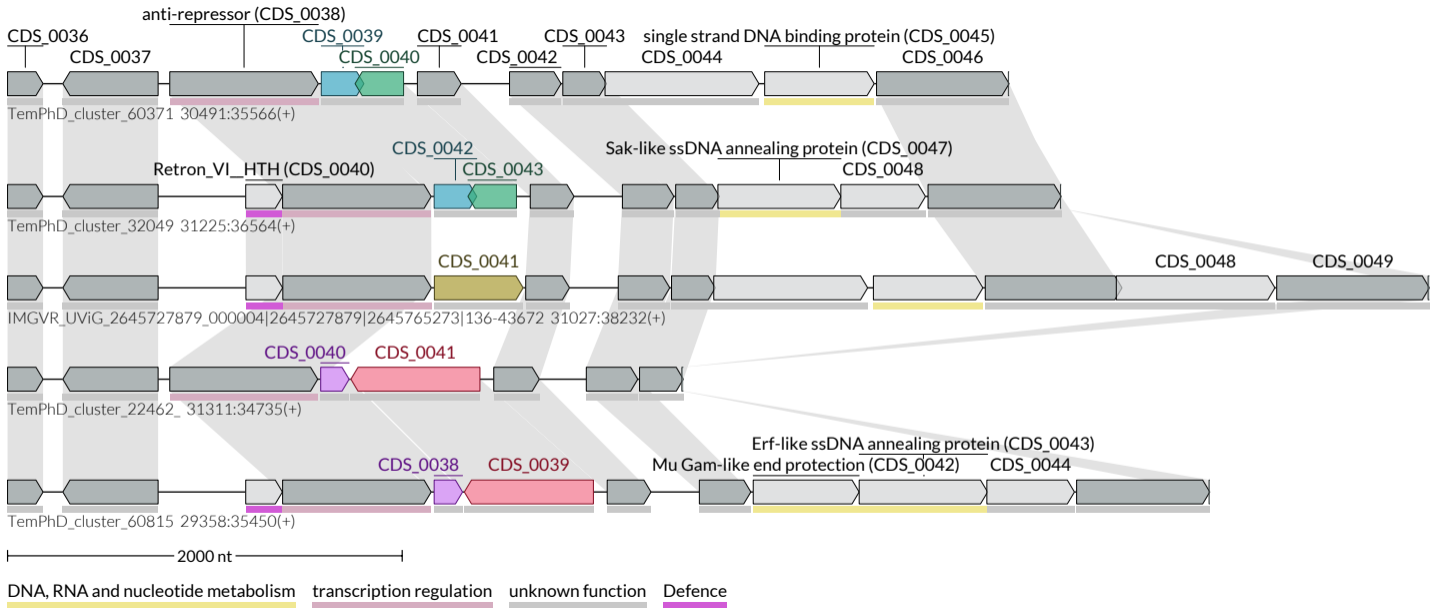 anti-repressor (CDS_0038)
CDS_0036 CDS_0039 CDS_0041 CDS_0043 single strand DNA binding protein (CDS_0045)
CDS_0037 CDS_0040 CDS_0042 CDS_0044 CDS_0046
TemPhD_cluster_60371 30491:35566(+)
CDS_0042 Sak-like ssDNA annealing protein (CDS_0047)
Retron_VI__HTH (CDS_0040) CDS_0043 CDS_0048
TemPhD_cluster_32049 31225:36564(+)
CDS_0041 CDS_0048 CDS_0049
IMGVR_UViG_2645727879_000004|2645727879|2645765273|136-43672 31027:38232(+)
CDS_0040 CDS_0041
TemPhD_cluster_22462_ 31311:34735(+)
Erf-like ssDNA annealing protein (CDS_0043)
CDS_0038 CDS_0039 Mu Gam-like end protection (CDS_0042) CDS_0044
TemPhD_cluster_60815 29358:35450(+)
2000 nt
DNA, RNA and nucleotide metabolism transcription regulation unknown function Defence